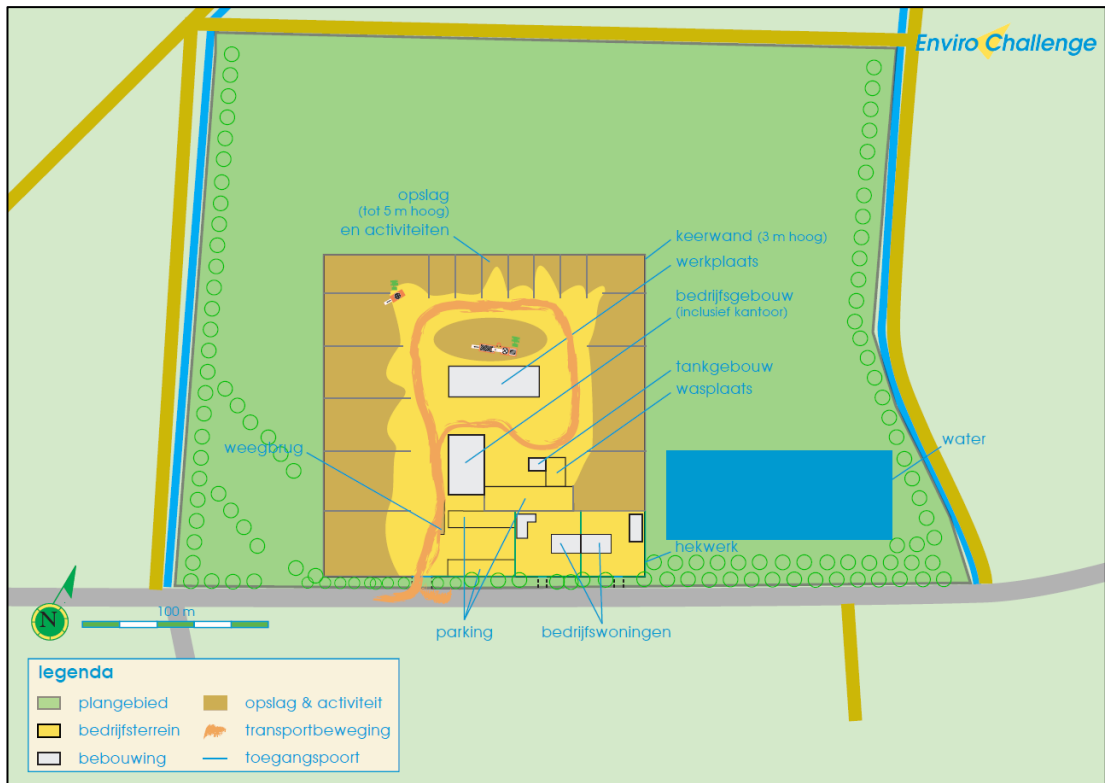 Enviro Challenge
opslag
(tot 5 m hoog)
en activiteiten
keerwand (3 m hoog)
werkplaats
bedrijfsgebouw
(inclusief kantoor)
tankgebouw
wasplaats
weegbrug
water
hekwerk
N
100 m
parking
bedrijfswoningen
legenda
plangebied
opslag & activiteit
bedrijfsterrein
transportbeweging
bebouwing
toegangspoort